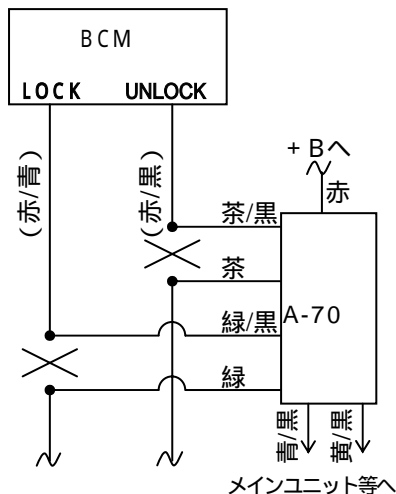 BCM
LOCK UNLOCK
(赤/青)
(赤/黒)
+Bへ
赤
茶/黒
茶
緑/黒
A-70
緑
青/黒
黄/黒
メインユニット等へ